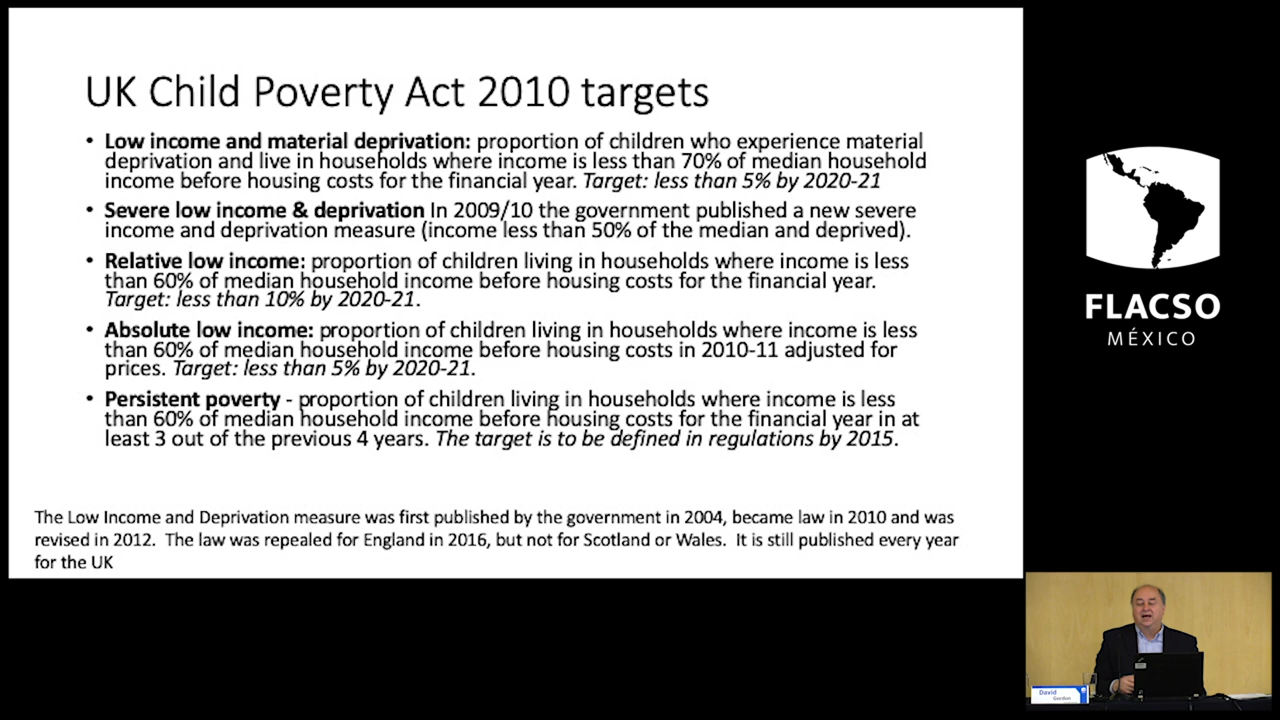 UK Child Poverty Act 2010 targets
• Low income and material deprivation: proportion of children who experience material
deprivation and live in households where income is less than 70% of median household
income before housing costs for the financial year. Target: less than 5% by 2020-21
• Severe low income & deprivation In 2009/10 the government published a new severe
income and deprivation measure (income less than 50% of the median and deprived).
• Relative low income: proportion of children living in households where income is less
than 60% of median household income before housing costs for the financial year.
Target: less than 10% by 2020-21.
• Absolute low income: proportion of children living in households where income is less
than 60% of median household income before housing costs in 2010-11 adjusted for
prices. Target: less than 5% by 2020-21.
• Persistent poverty - proportion of children living in households where income is less
than 60% of median household income before housing costs for the financial year in at
least 3 out of the previous 4 years. The target is to be defined in regulations by 2015.
The Low Income and Deprivation measure was first published by the government in 2004, became law in 2010 and was
revised in 2012. The law was repealed for England in 2016, but not for Scotland or Wales. It is still published every year
for the UK
FLACSO
MÉXICO
David
Gordon